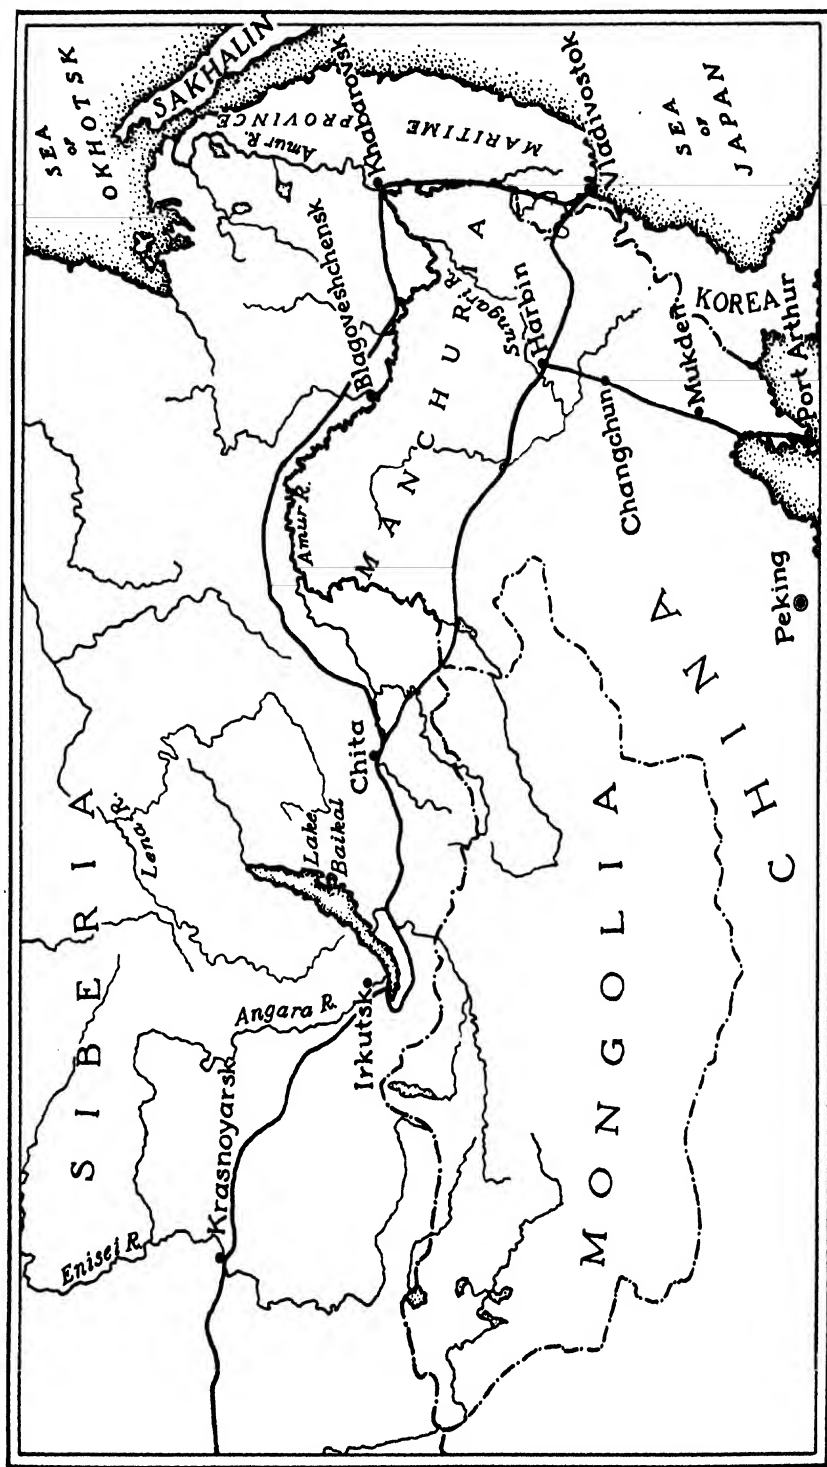 SEA
OF
OKHOTSK
SAKHALIN
SIBERIA
Lena R.
Enisei R.
Krasnoyarsk
Angara R.
Irkutsk
Lake
Baikal
Chita
Amur R.
Blagoveshchensk
Amur R.
Khabarovsk
MARITIME
PROVINCE
MANCHURIA
Sungari R.
Harbin
Vladivostok
SEA
OF
JAPAN
KOREA
Changchun
Mukden
Port Arthur
Peking
MONGOLIA
CHINA